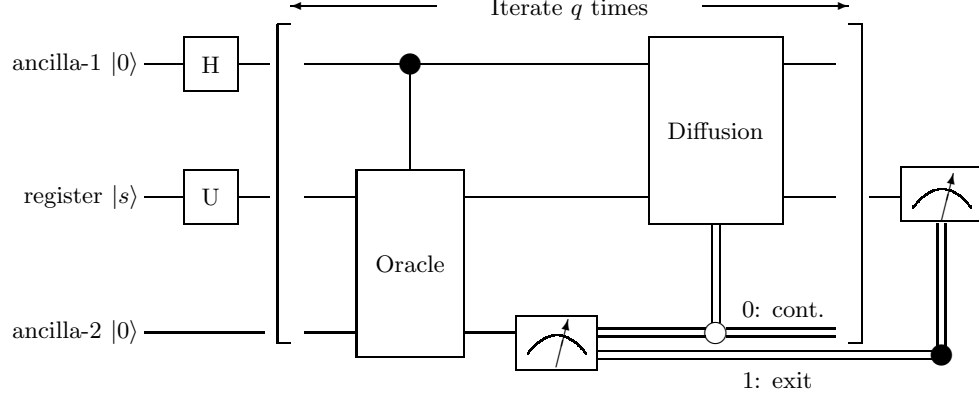 Iterate q times
ancilla-1 |0⟩
H
Diffusion
register |s⟩
U
Oracle
0: cont.
ancilla-2 |0⟩
1: exit